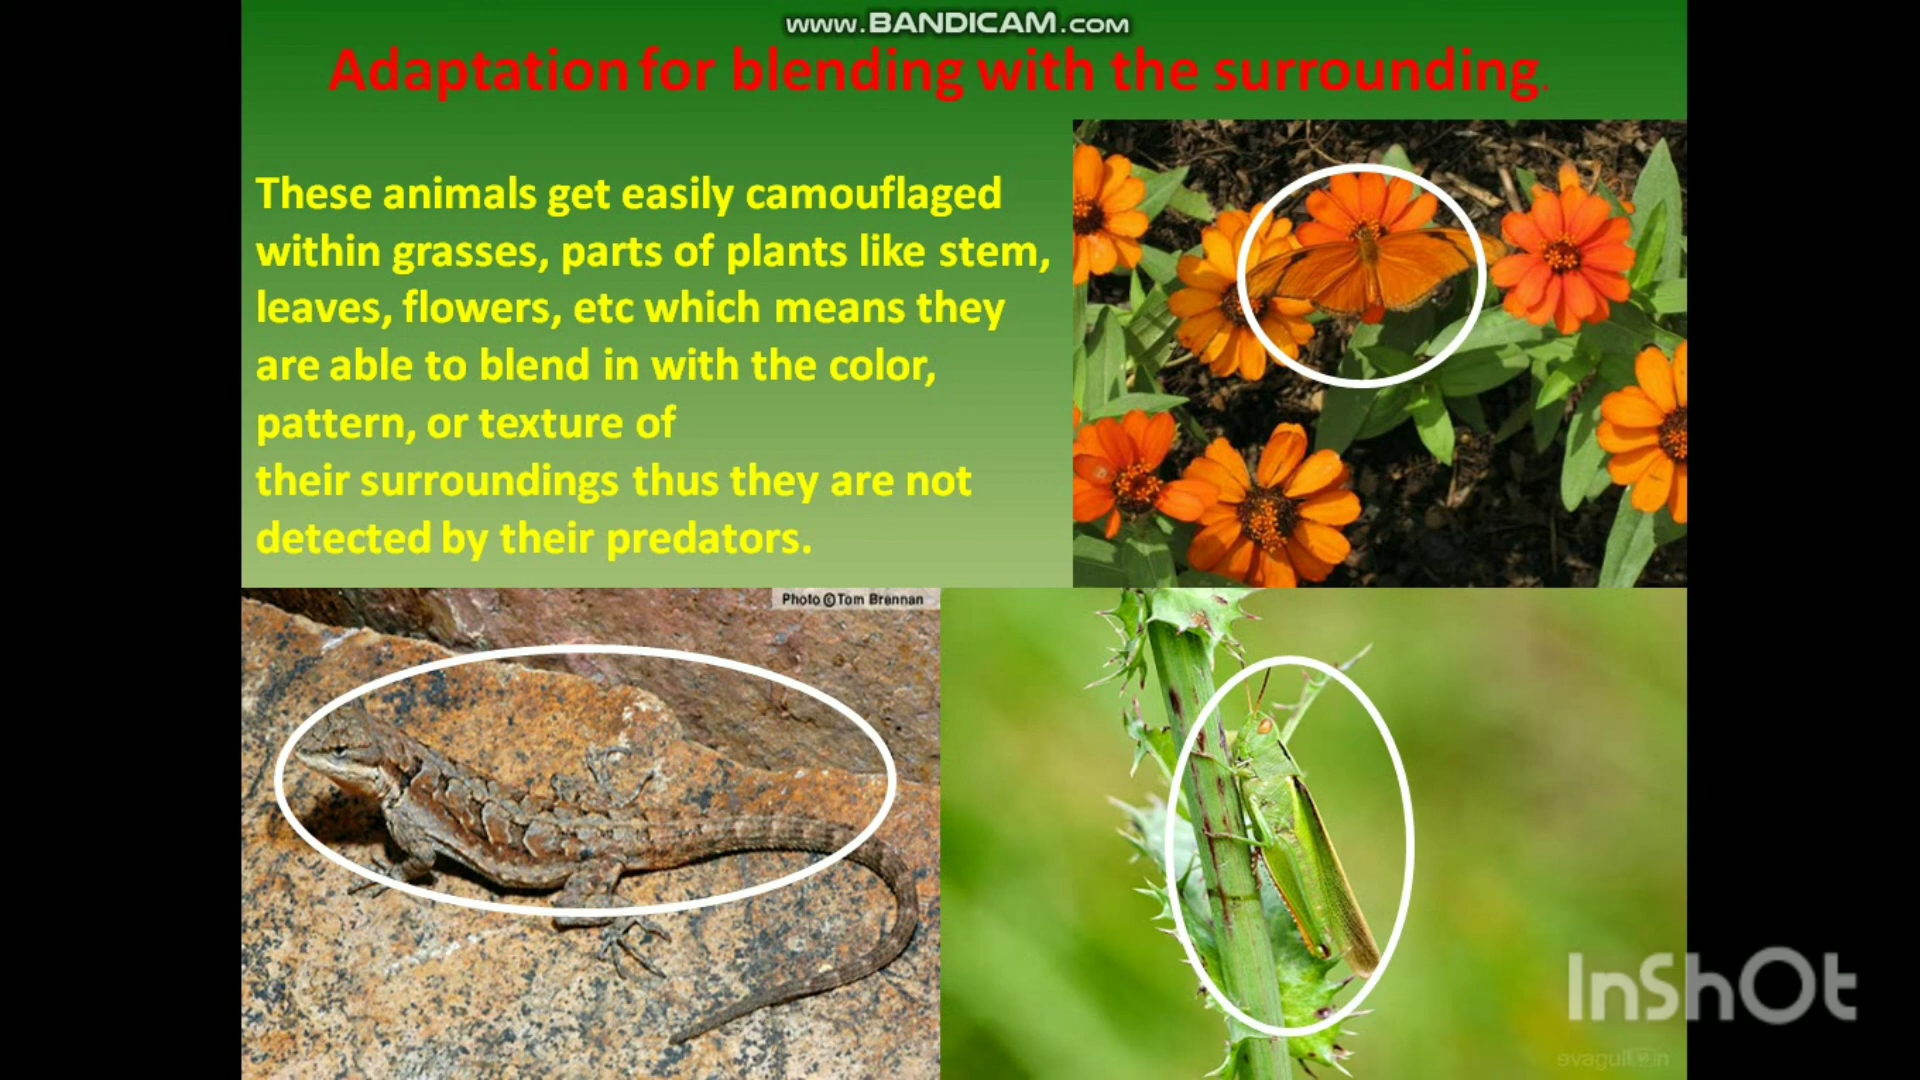 www.BANDICAM.com
Adaptation for blending with the surrounding.
These animals get easily camouflaged
within grasses, parts of plants like stem,
leaves, flowers, etc which means they
are able to blend in with the color,
pattern, or texture of
their surroundings thus they are not
detected by their predators.
Photo ©Tom Brennan
InShOt